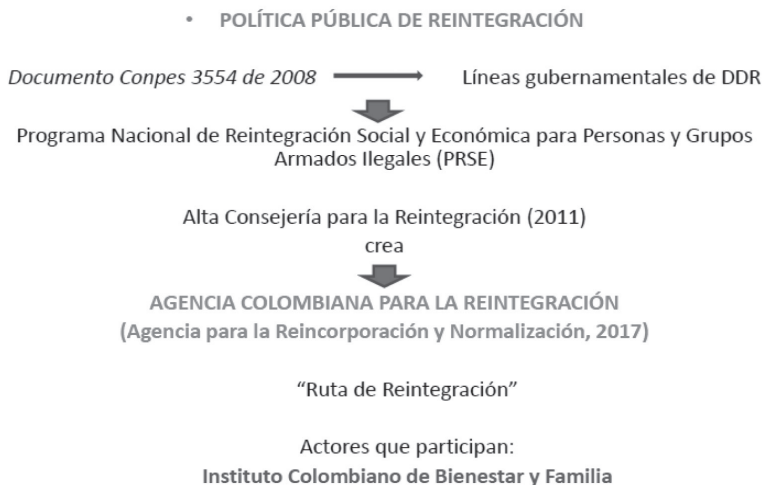 • POLÍTICA PÚBLICA DE REINTEGRACIÓN
Documento Conpes 3554 de 2008 Líneas gubernamentales de DDR
Programa Nacional de Reintegración Social y Económica para Personas y Grupos
Armados Ilegales (PRSE)
Alta Consejería para la Reintegración (2011)
crea
AGENCIA COLOMBIANA PARA LA REINTEGRACIÓN
(Agencia para la Reincorporación y Normalización, 2017)
“Ruta de Reintegración”
Actores que participan:
Instituto Colombiano de Bienestar y Familia